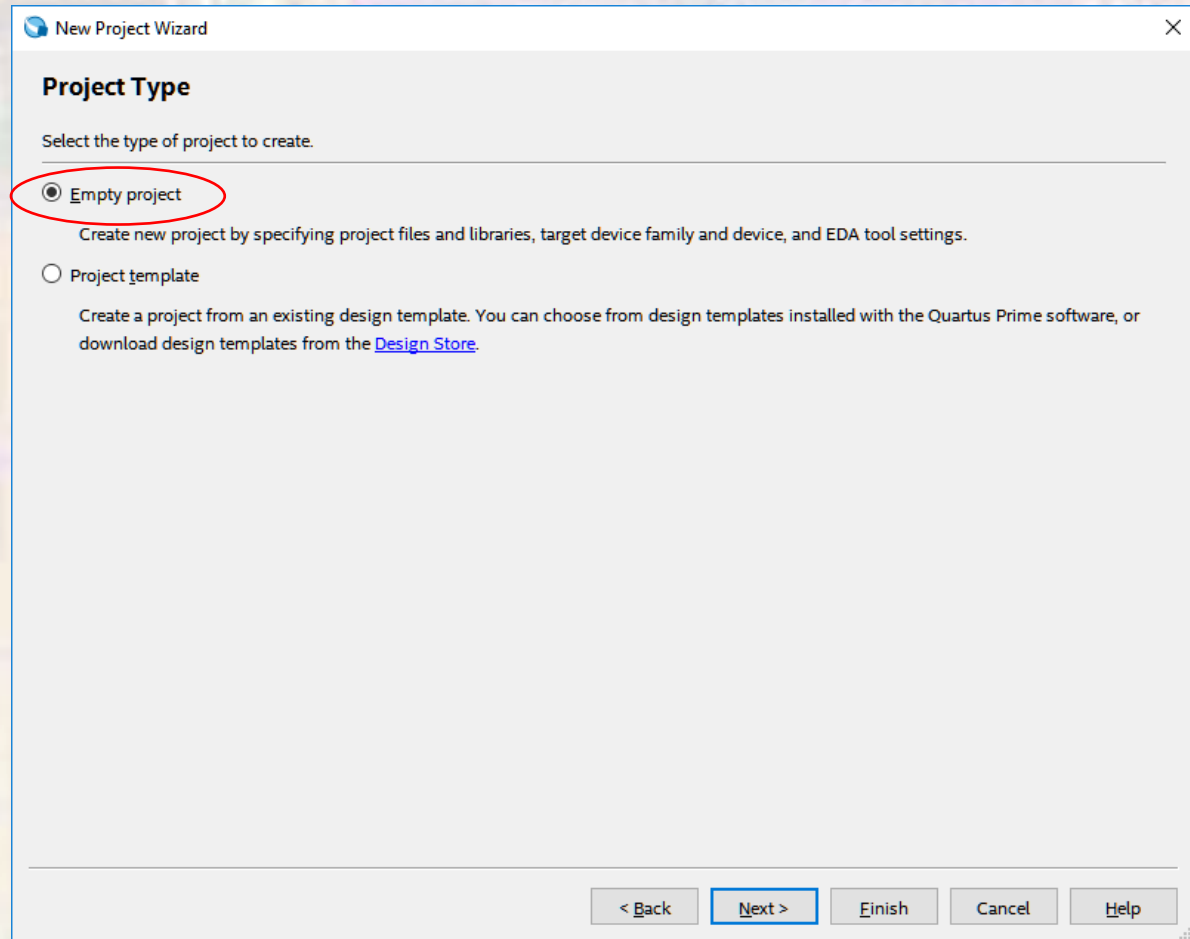 New Project Wizard
Project Type
Select the type of project to create.
Empty project
Create new project by specifying project files and libraries, target device family and device, and EDA tool settings.
Project template
Create a project from an existing design template. You can choose from design templates installed with the Quartus Prime software, or
download design templates from the Design Store.
< Back Next > Finish Cancel Help